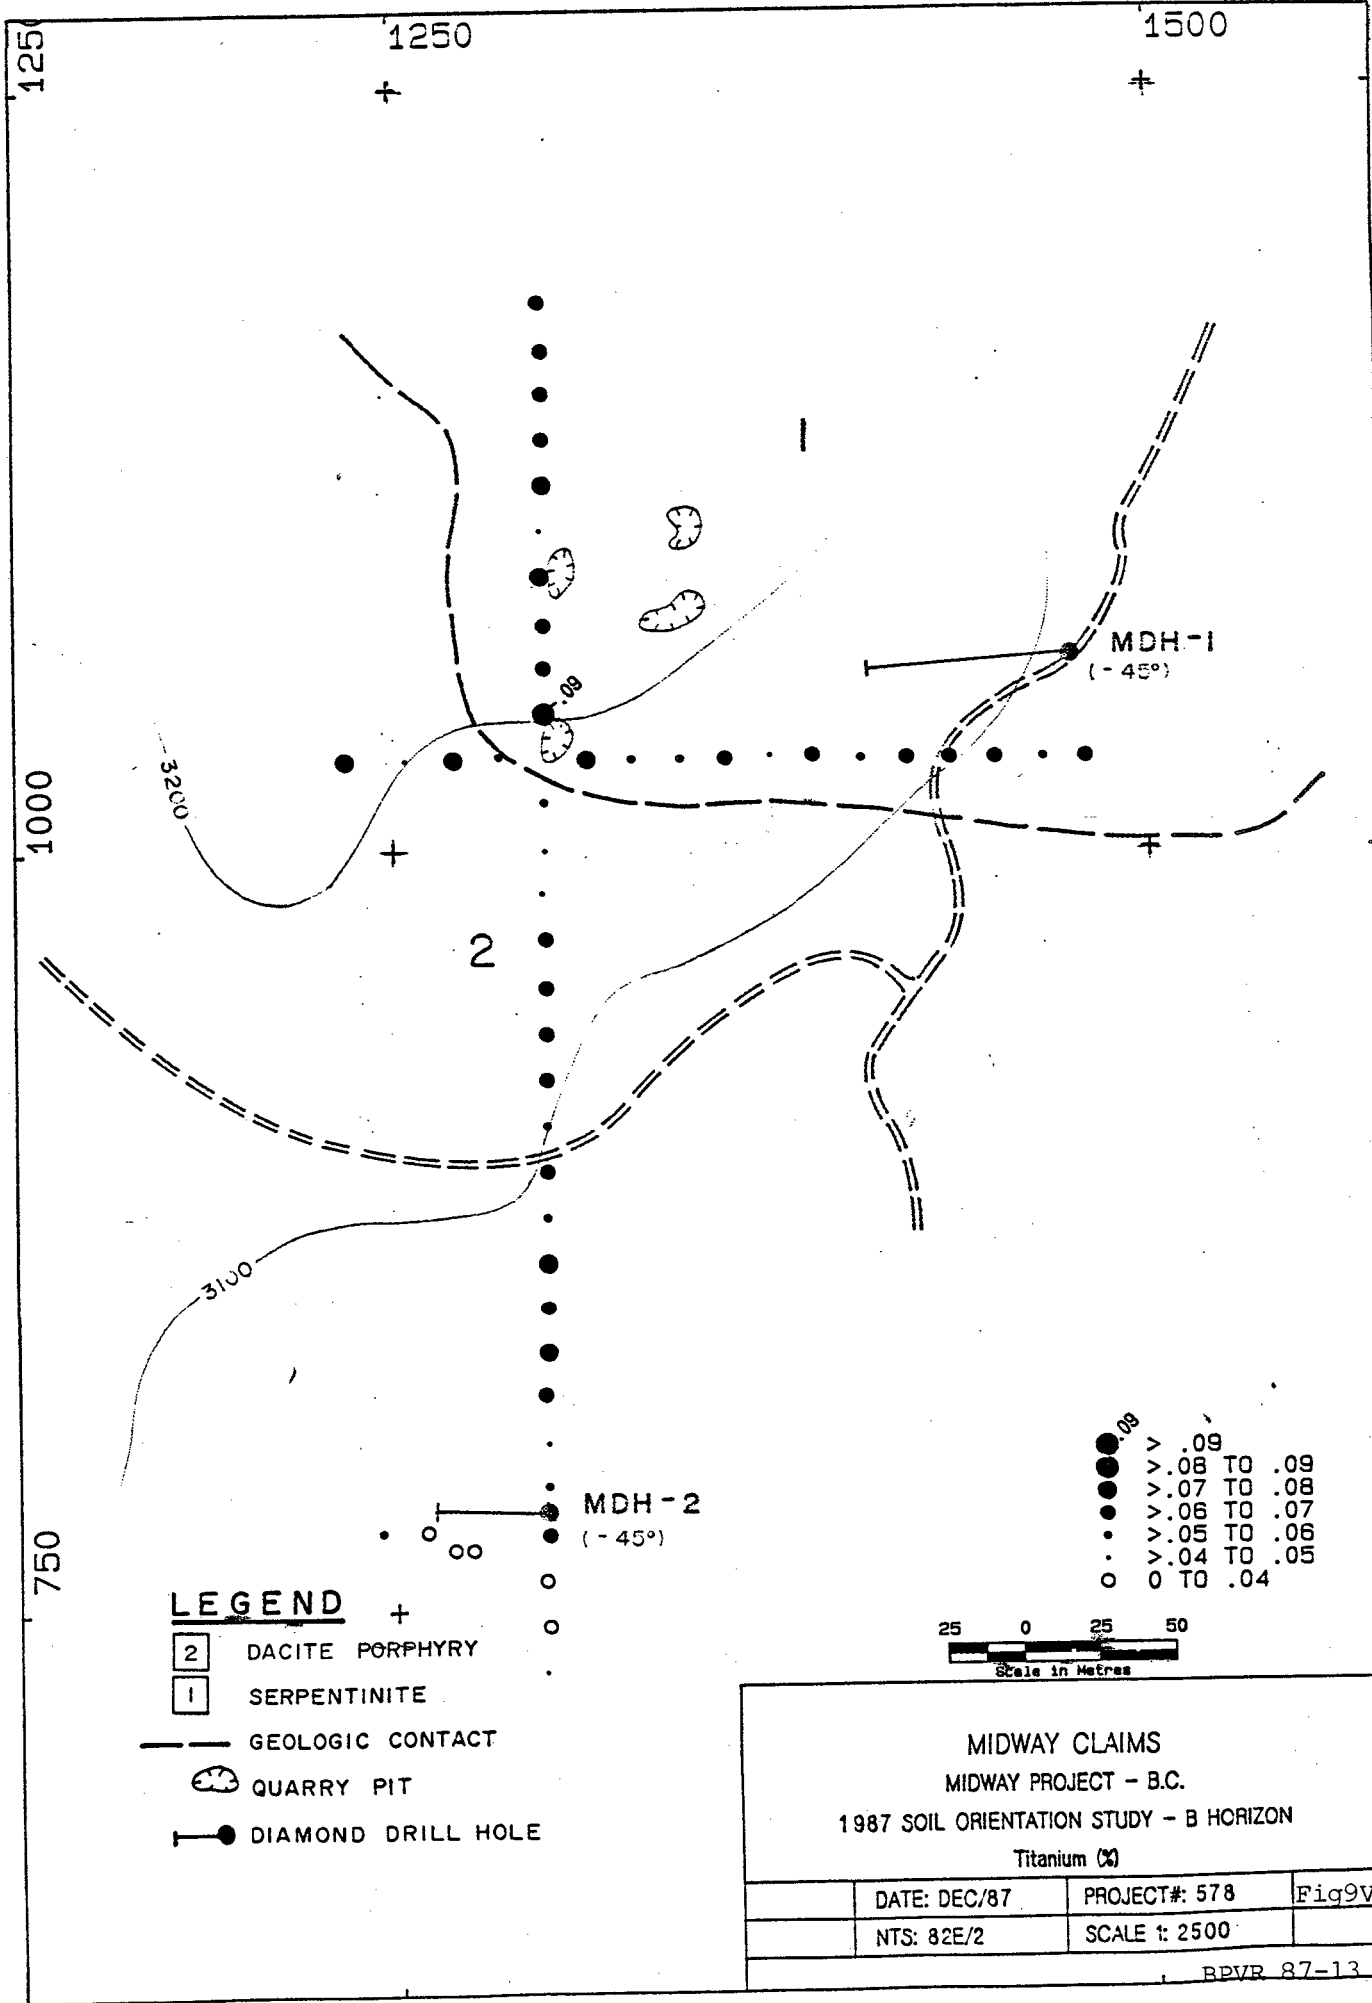 1250
1500
125
1
MDH-1
(-45°)
.09
3200
1000
2
3100
MDH-2
(-45°)
750
.09
> .09
>.08 TO .09
>.07 TO .08
>.06 TO .07
>.05 TO .06
>.04 TO .05
0 TO .04
LEGEND
2 DACITE PORPHYRY
1 SERPENTINITE
GEOLOGIC CONTACT
QUARRY PIT
DIAMOND DRILL HOLE
25 0 25 50
Scale in Metres
MIDWAY CLAIMS
MIDWAY PROJECT - B.C.
1987 SOIL ORIENTATION STUDY - B HORIZON
Titanium (%)
DATE: DEC/87 PROJECT#: 578 Fig9V
NTS: 82E/2 SCALE 1: 2500
BPVR 87-13